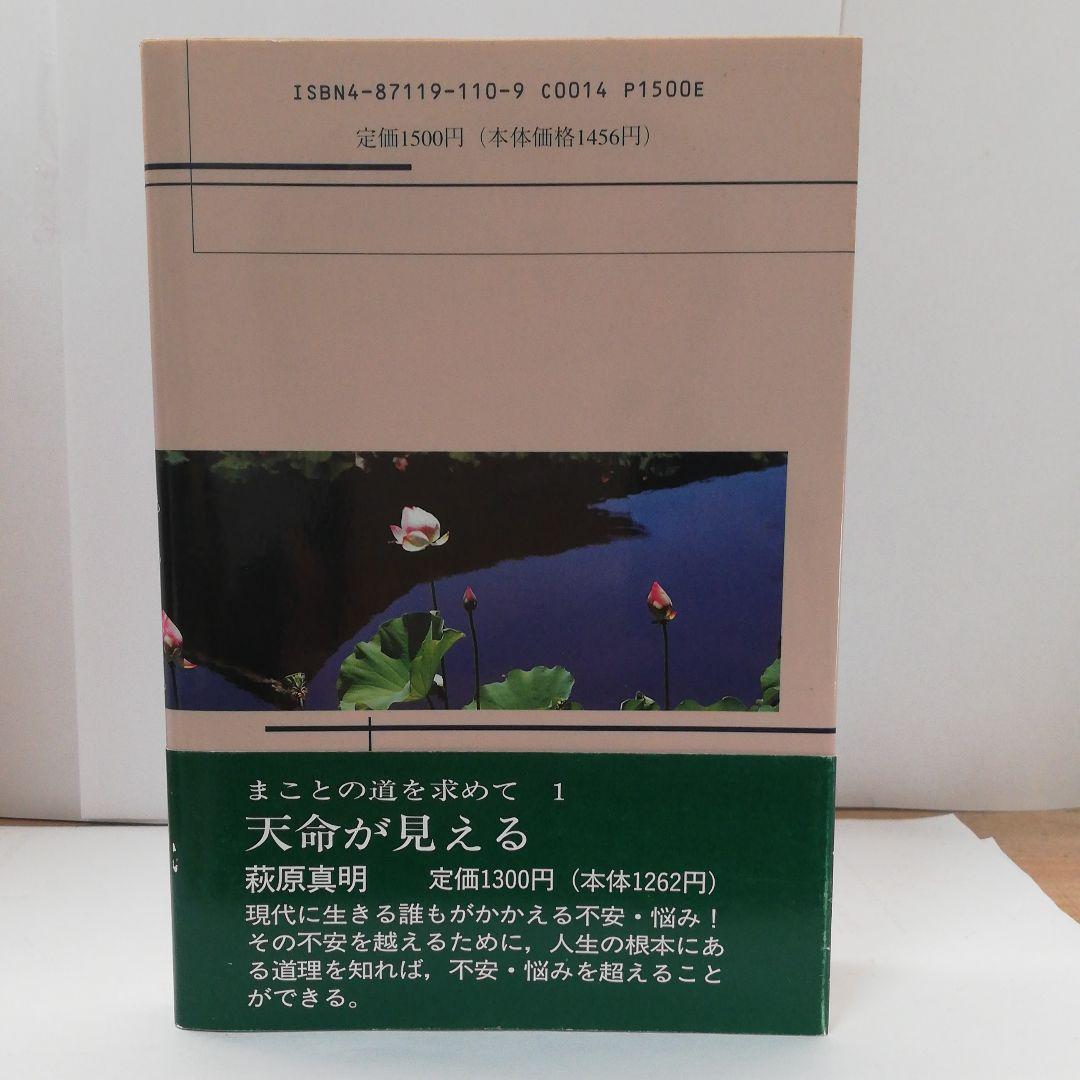 ISBN4-87119-110-9 C0014 P1500E
定価1500円（本体価格1456円）
まことの道を求めて 1
天命が見える
萩原真明 定価1300円（本体1262円）
現代に生きる誰もがかかえる不安・悩み！
その不安を越えるために，人生の根本にあ
る道理を知れば，不安・悩みを超えること
ができる。